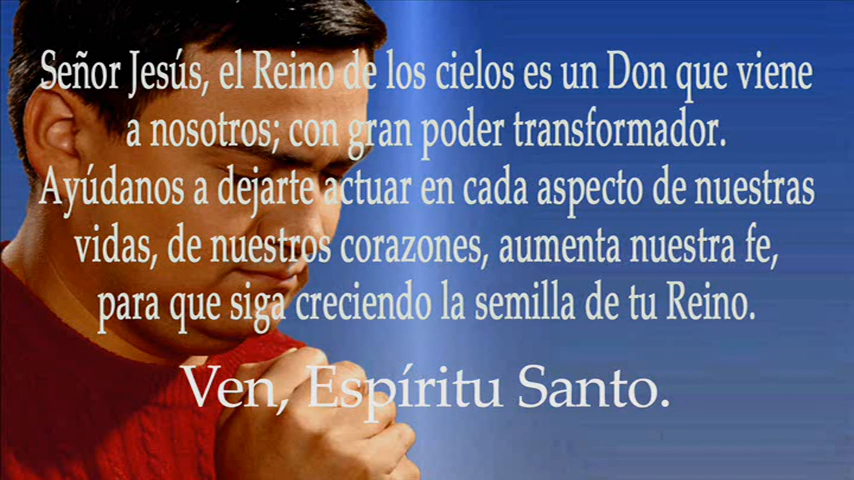 Señor Jesús, el Reino de los cielos es un Don que viene
a nosotros; con gran poder transformador.
Ayúdanos a dejarte actuar en cada aspecto de nuestras
vidas, de nuestros corazones, aumenta nuestra fe,
para que siga creciendo la semilla de tu Reino.
Ven, Espíritu Santo.